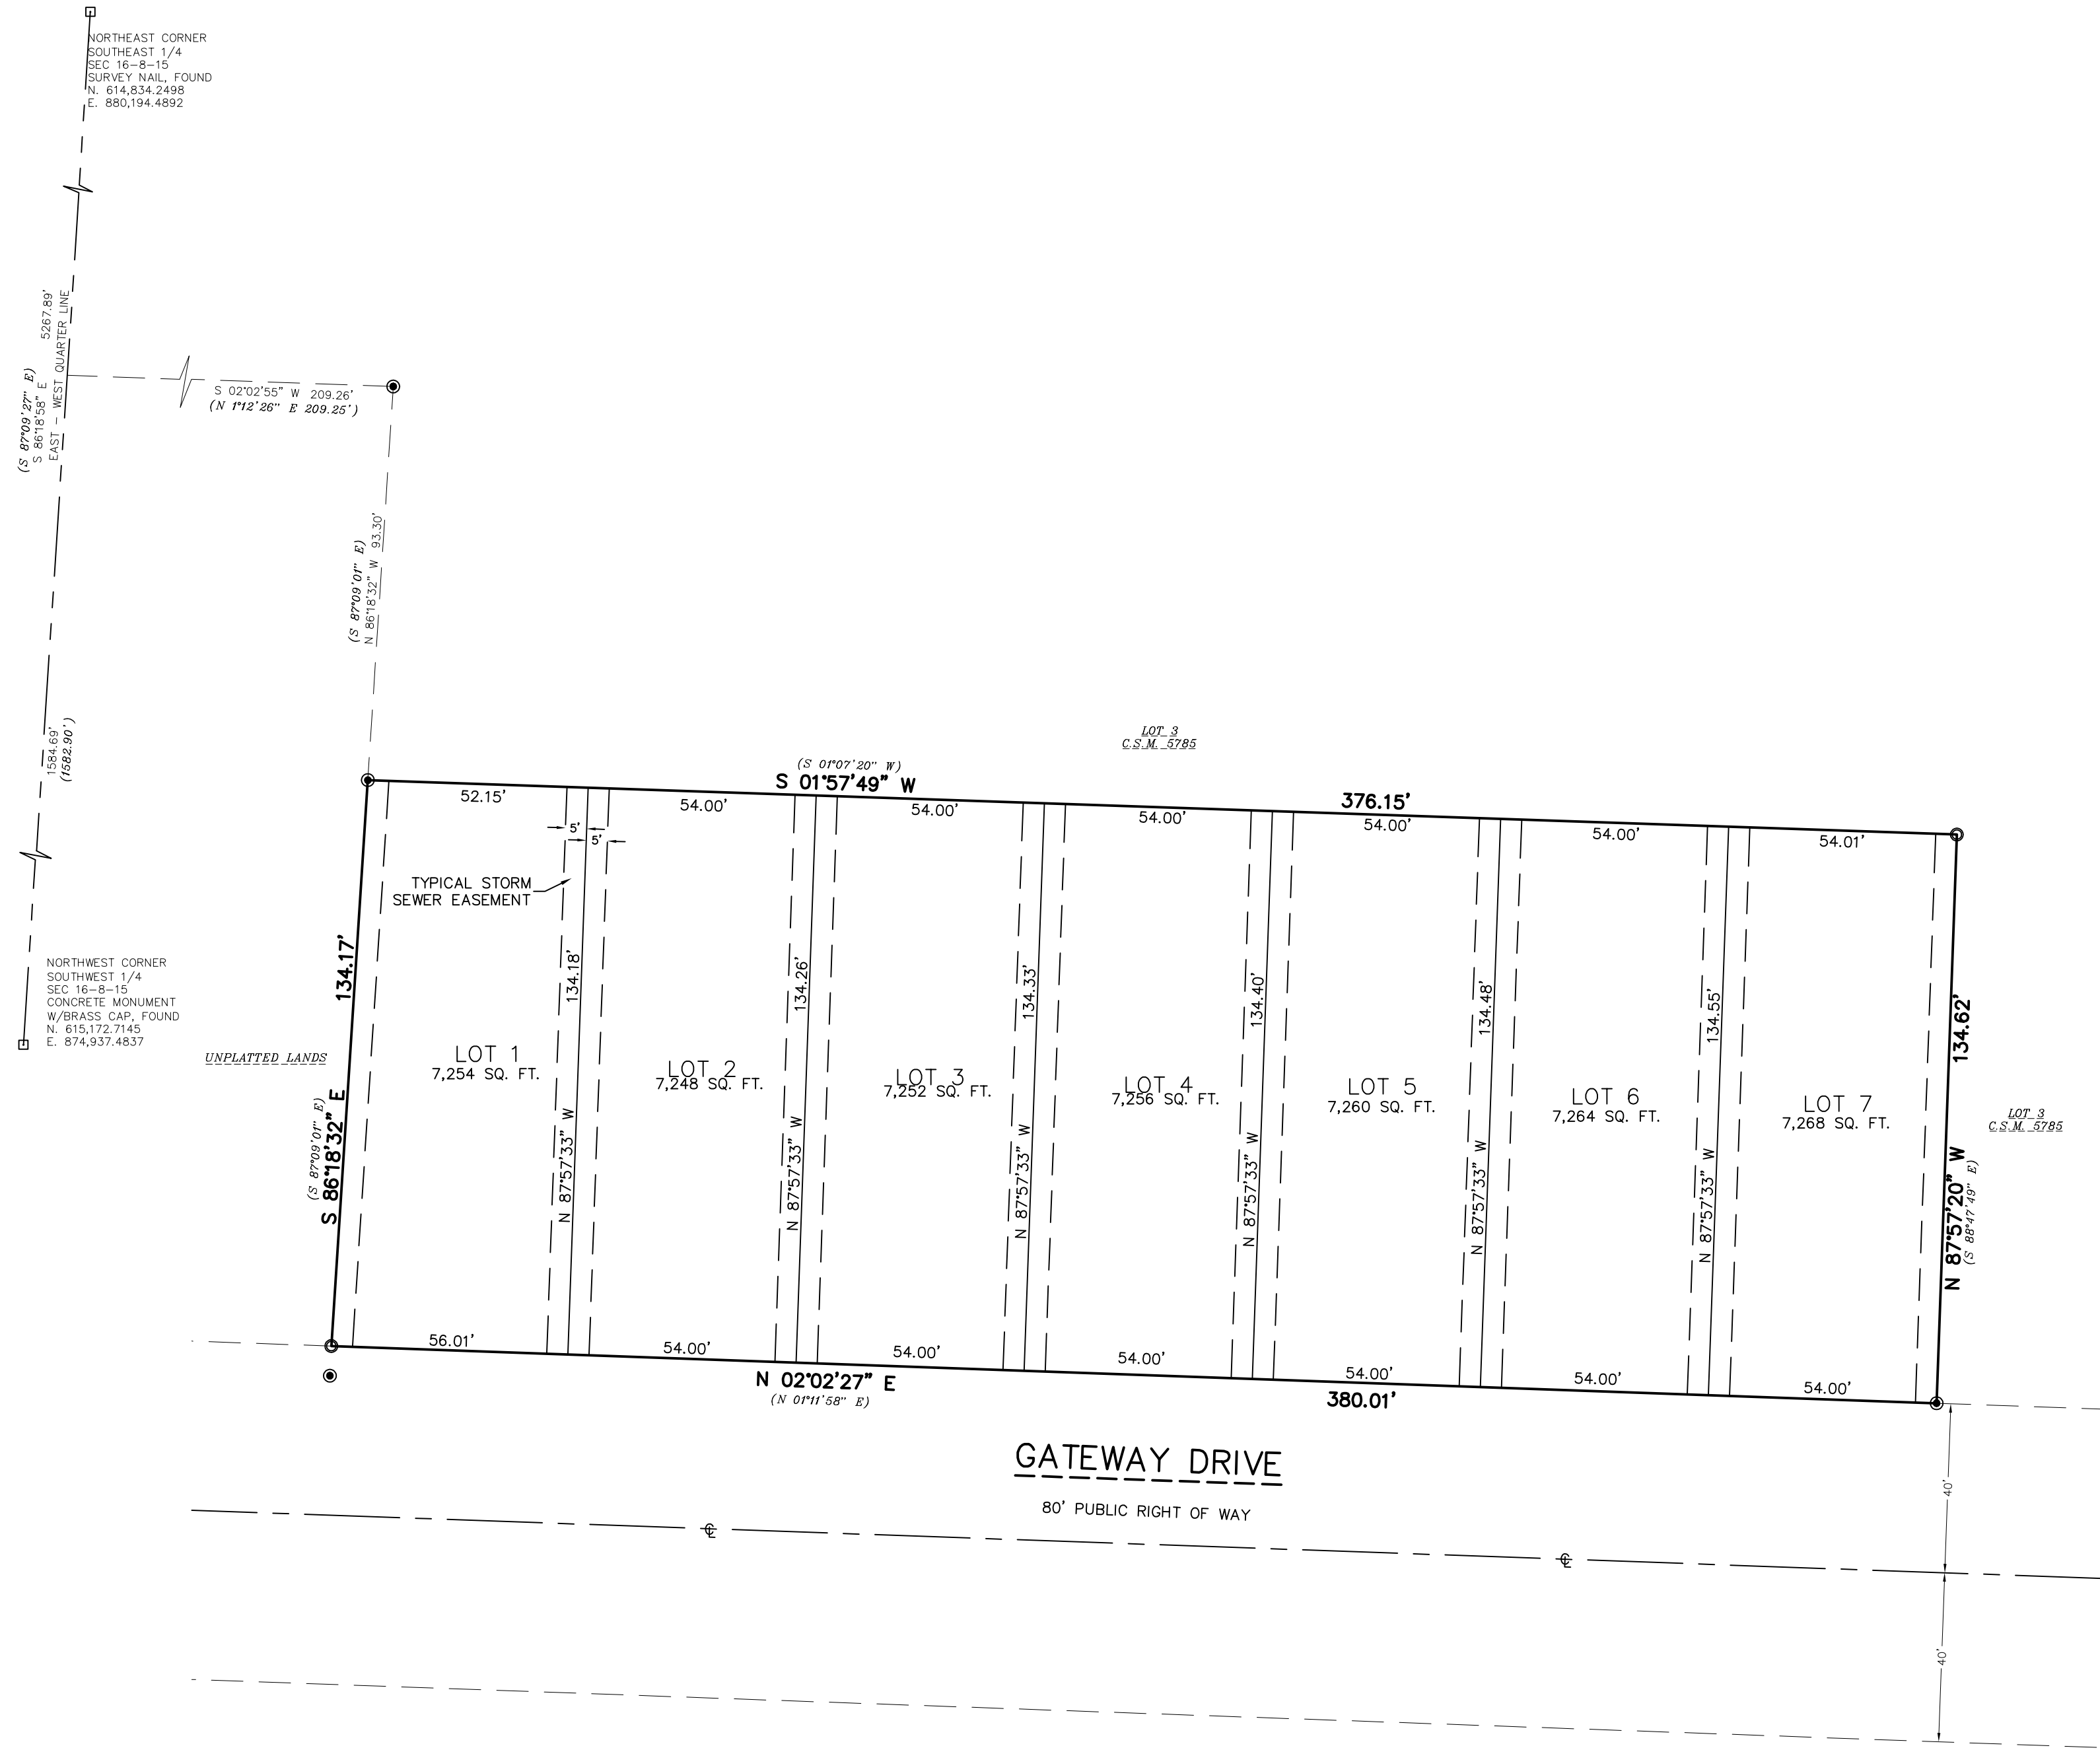 NORTHEAST CORNER
SOUTHEAST 1/4
SEC 16-8-15
SURVEY NAIL, FOUND
N. 614,834.2498
E. 880,194.4892
(S 87°09'27" E)
S 86°18'58" E 5267.89'
EAST - WEST QUARTER LINE
S 02°02'55" W 209.26'
(N 1°12'26" E 209.25')
(S 87°09'01" E)
N 86°18'32" W 93.30'
1584.69'
(1582.90')
LOT 3
C.S.M. 5785
(S 01°07'20" W)
S 01°57'49" W
376.15'
52.15'
54.00'
54.00'
54.00'
54.00'
54.00'
54.01'
5'
5'
TYPICAL STORM
SEWER EASEMENT
134.17'
134.18'
134.26'
134.33'
134.40'
134.48'
134.55'
134.62'
NORTHWEST CORNER
SOUTHWEST 1/4
SEC 16-8-15
CONCRETE MONUMENT
W/BRASS CAP, FOUND
N. 615,172.7145
E. 874,937.4837
UNPLATTED LANDS
LOT 1
7,254 SQ. FT.
LOT 2
7,248 SQ. FT.
LOT 3
7,252 SQ. FT.
LOT 4
7,256 SQ. FT.
LOT 5
7,260 SQ. FT.
LOT 6
7,264 SQ. FT.
LOT 7
7,268 SQ. FT.
LOT 3
C.S.M. 5785
(S 87°09'01" E)
S 86°18'32" E
N 87°57'33" W
N 87°57'33" W
N 87°57'33" W
N 87°57'33" W
N 87°57'33" W
N 87°57'33" W
N 87°57'20" W
(S 88°47'49" E)
56.01'
54.00'
54.00'
54.00'
54.00'
54.00'
54.00'
N 02°02'27" E
(N 01°11'58" E)
380.01'
GATEWAY DRIVE
80' PUBLIC RIGHT OF WAY
40'
℄
℄
40'